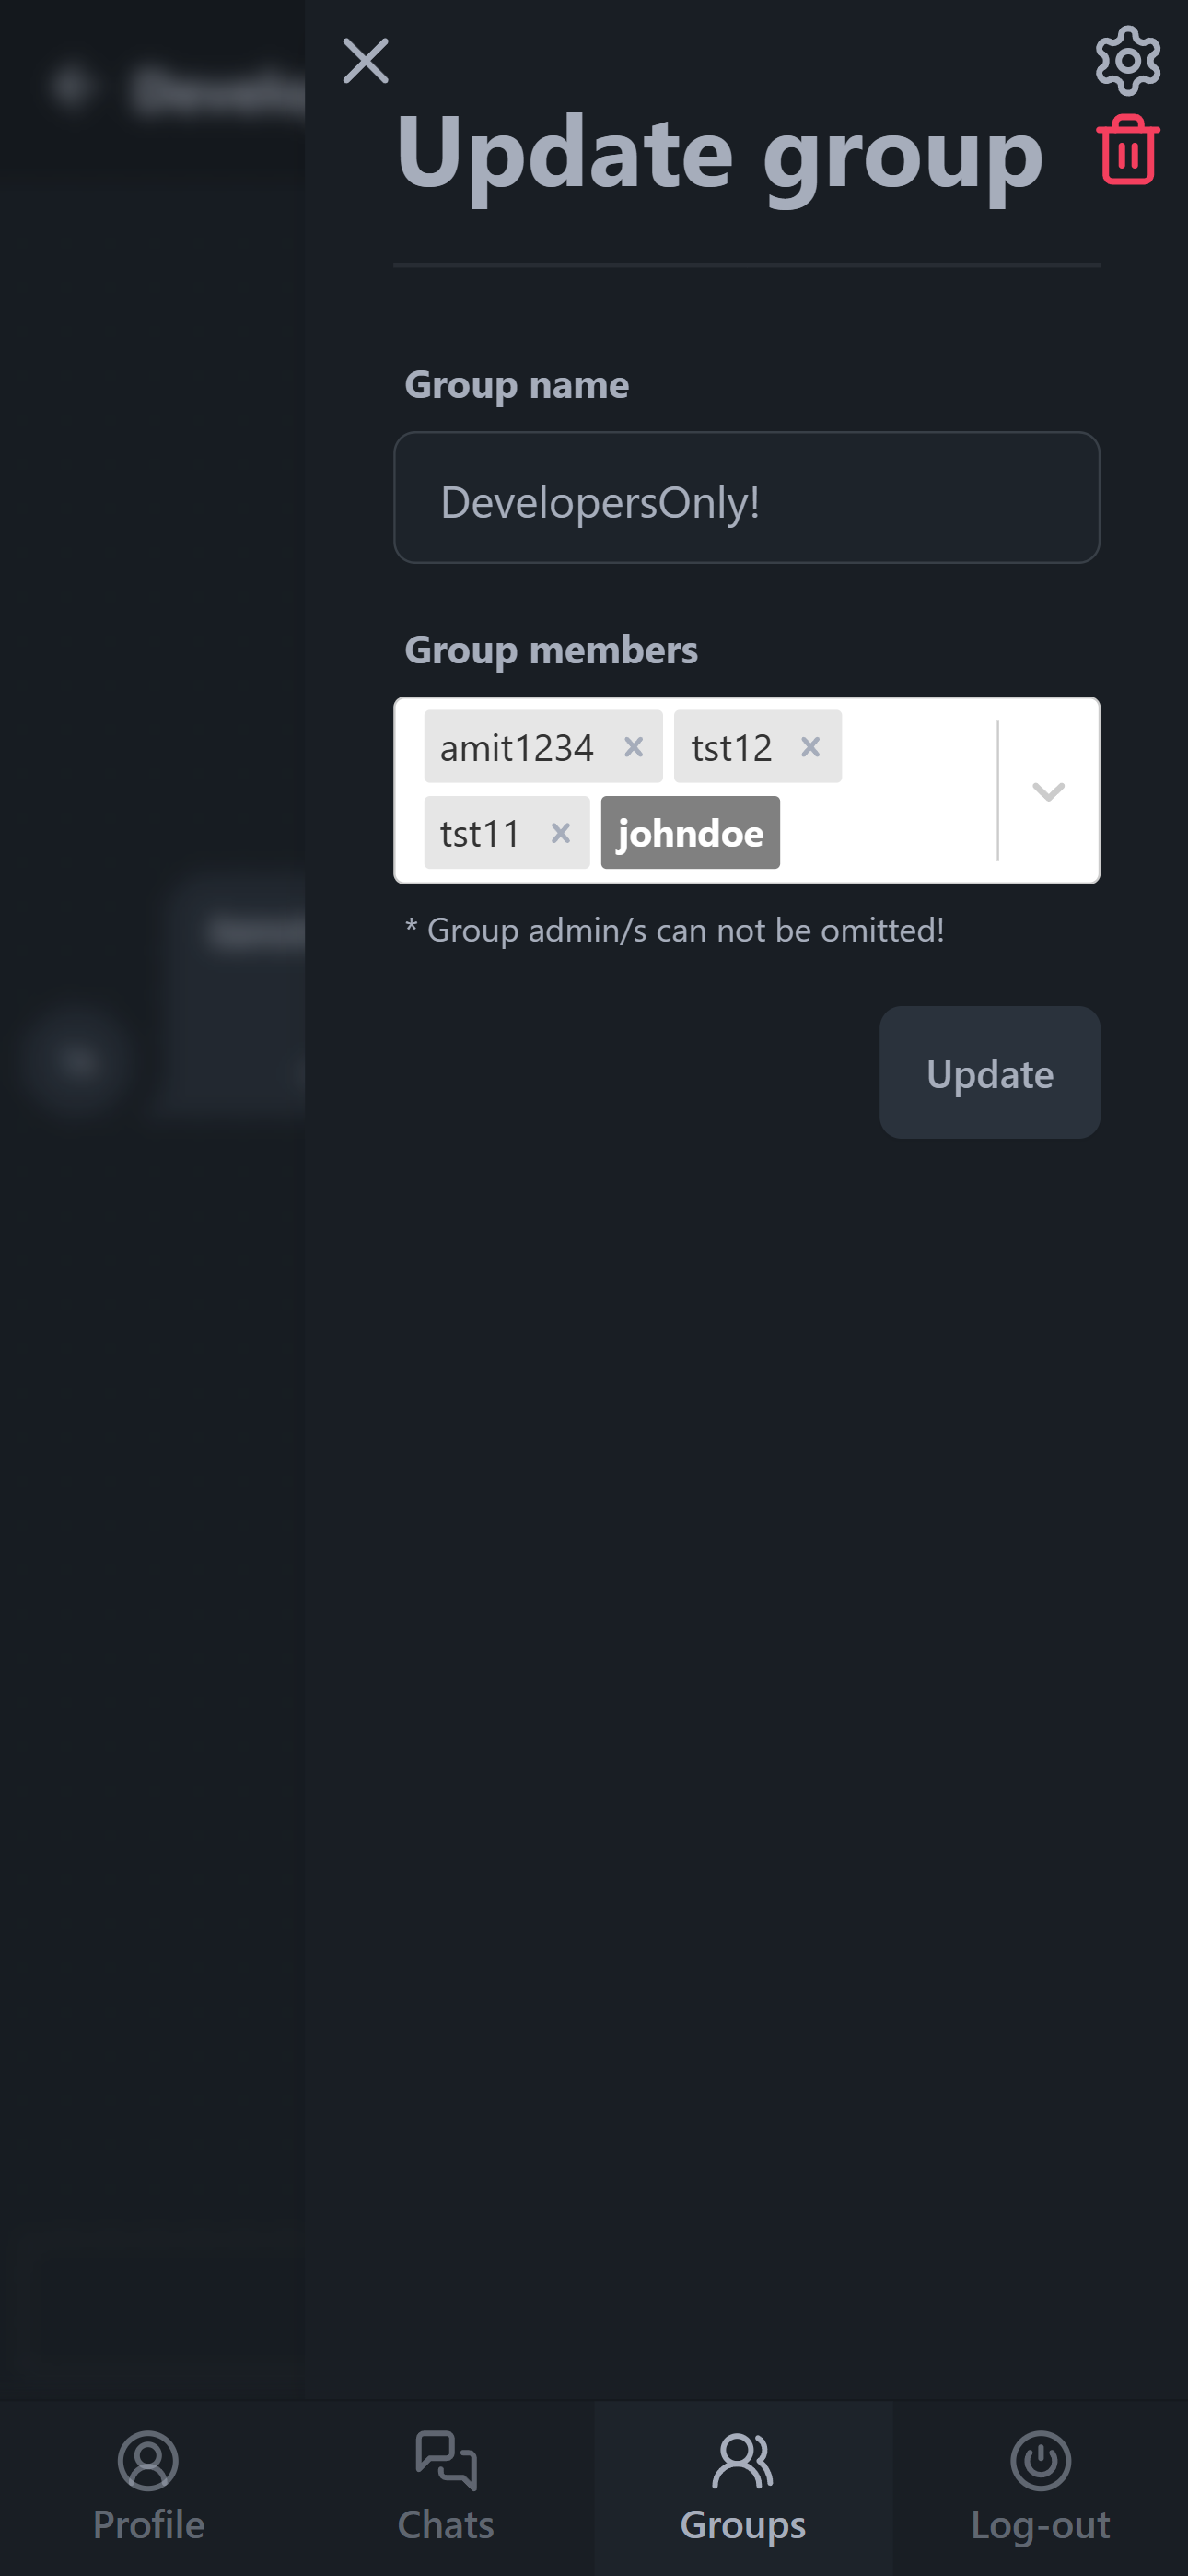 Update group
Group name
DevelopersOnly!
Group members
amit1234 tst12
tst11 johndoe
* Group admin/s can not be omitted!
Update
Profile Chats Groups Log-out